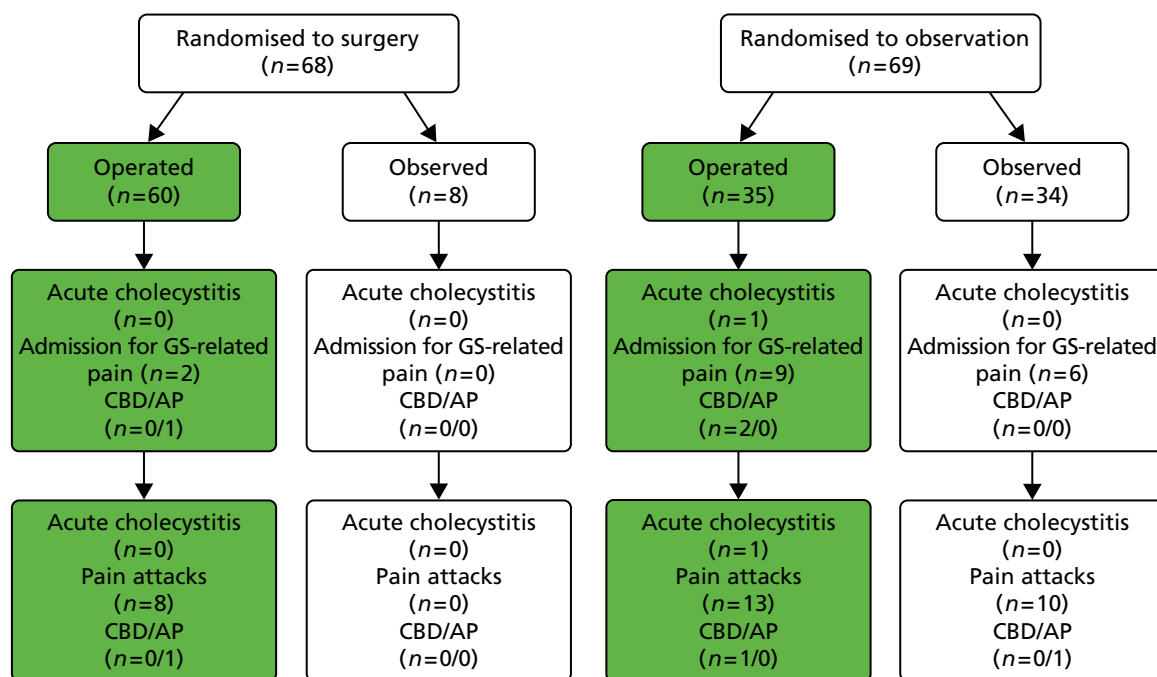 Randomised to surgery
(n=68)
Randomised to observation
(n=69)
Operated
(n=60)
Observed
(n=8)
Operated
(n=35)
Observed
(n=34)
Acute cholecystitis
(n=0)
Admission for GS-related
pain (n=2)
CBD/AP
(n=0/1)
Acute cholecystitis
(n=0)
Admission for GS-related
pain (n=0)
CBD/AP
(n=0/0)
Acute cholecystitis
(n=1)
Admission for GS-related
pain (n=9)
CBD/AP
(n=2/0)
Acute cholecystitis
(n=0)
Admission for GS-related
pain (n=6)
CBD/AP
(n=0/0)
Acute cholecystitis
(n=0)
Pain attacks
(n=8)
CBD/AP
(n=0/1)
Acute cholecystitis
(n=0)
Pain attacks
(n=0)
CBD/AP
(n=0/0)
Acute cholecystitis
(n=1)
Pain attacks
(n=13)
CBD/AP
(n=1/0)
Acute cholecystitis
(n=0)
Pain attacks
(n=10)
CBD/AP
(n=0/1)